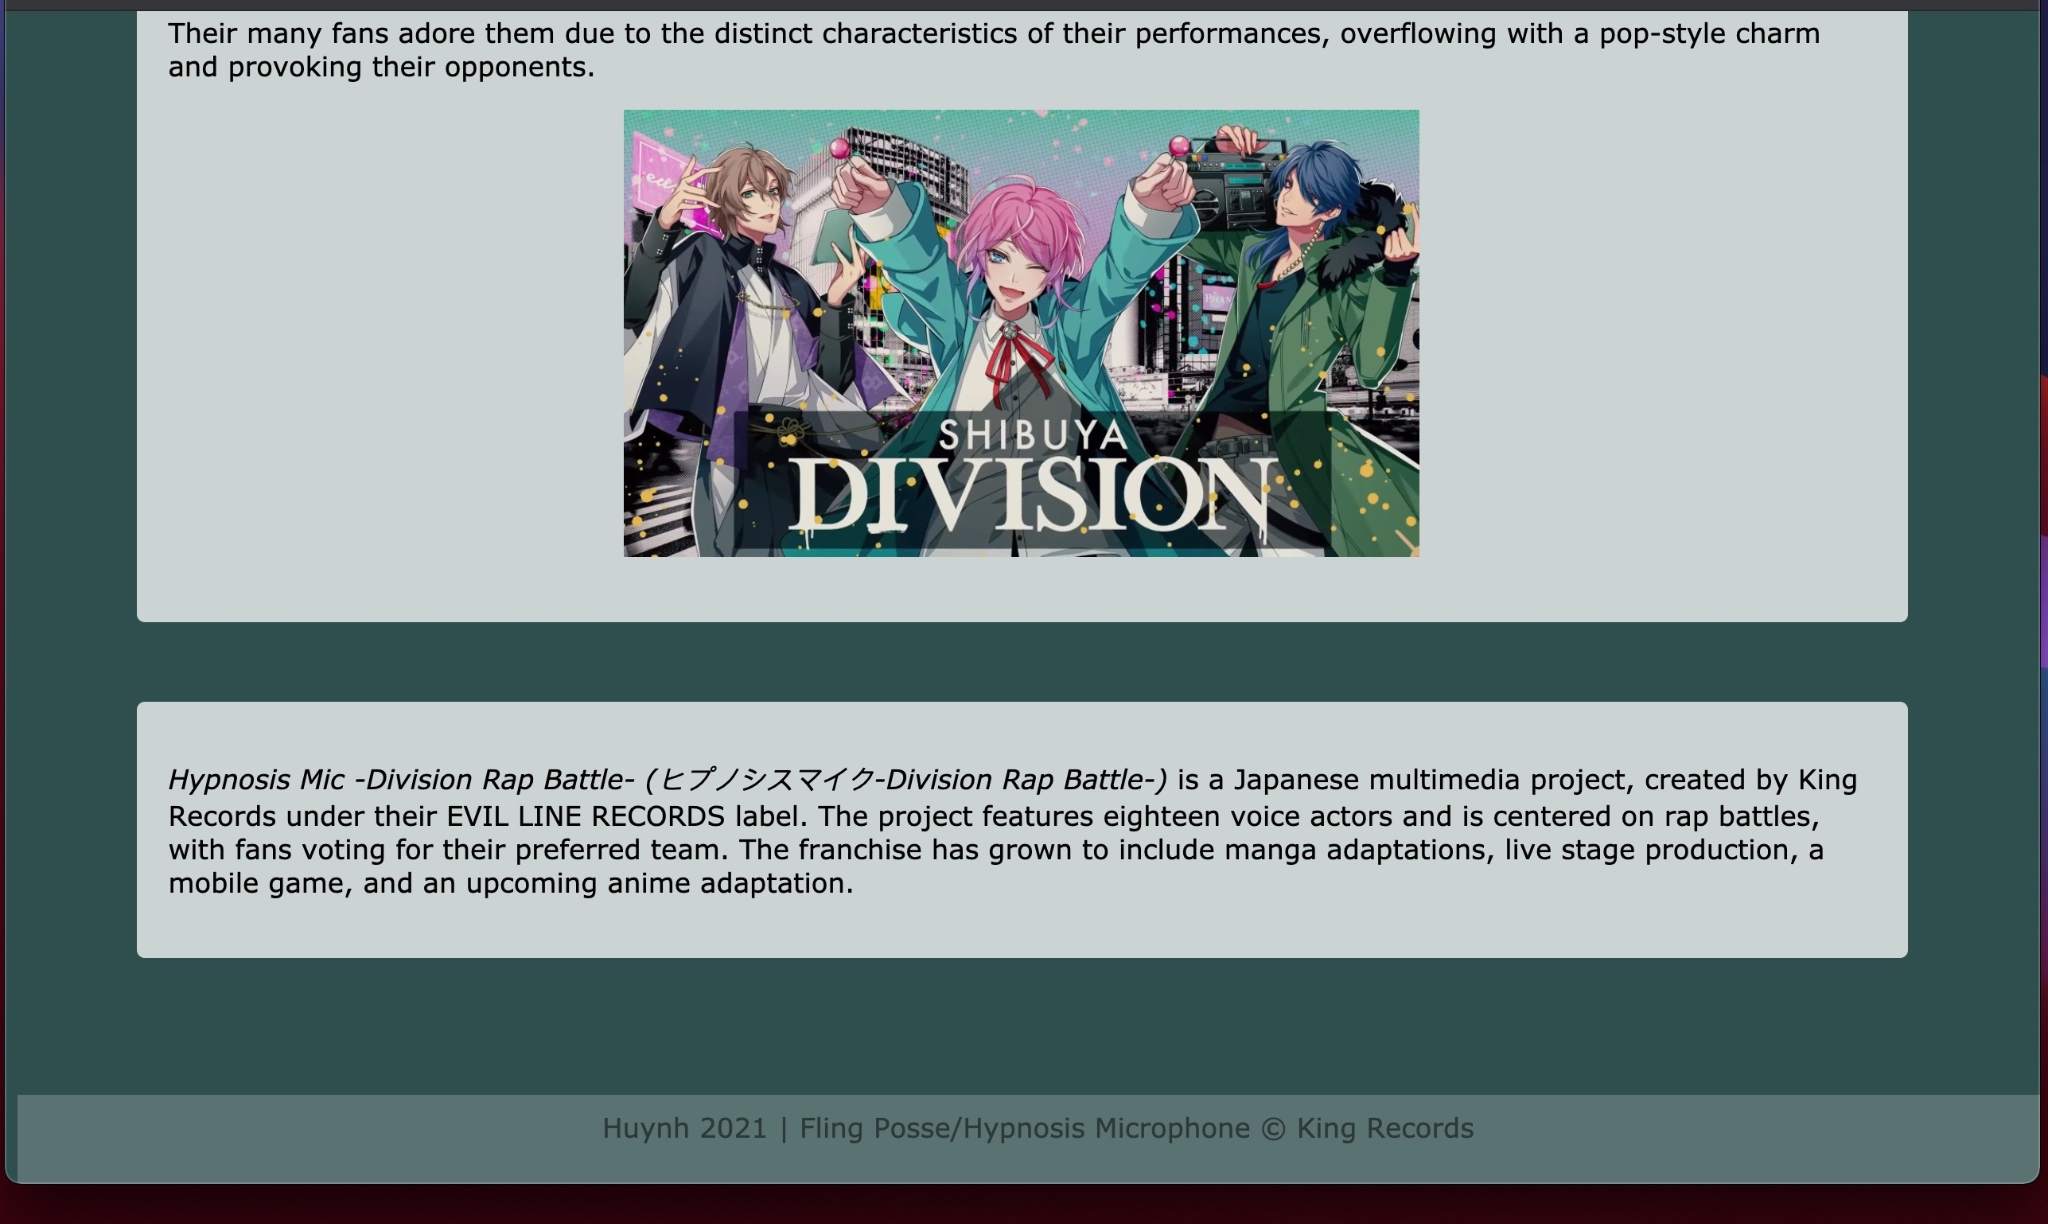 Their many fans adore them due to the distinct characteristics of their performances, overflowing with a pop-style charm
and provoking their opponents.
SHIBUYA
DIVISION
Hypnosis Mic -Division Rap Battle- (ヒプノシスマイク-Division Rap Battle-) is a Japanese multimedia project, created by King
Records under their EVIL LINE RECORDS label. The project features eighteen voice actors and is centered on rap battles,
with fans voting for their preferred team. The franchise has grown to include manga adaptations, live stage production, a
mobile game, and an upcoming anime adaptation.
Huynh 2021 | Fling Posse/Hypnosis Microphone © King Records